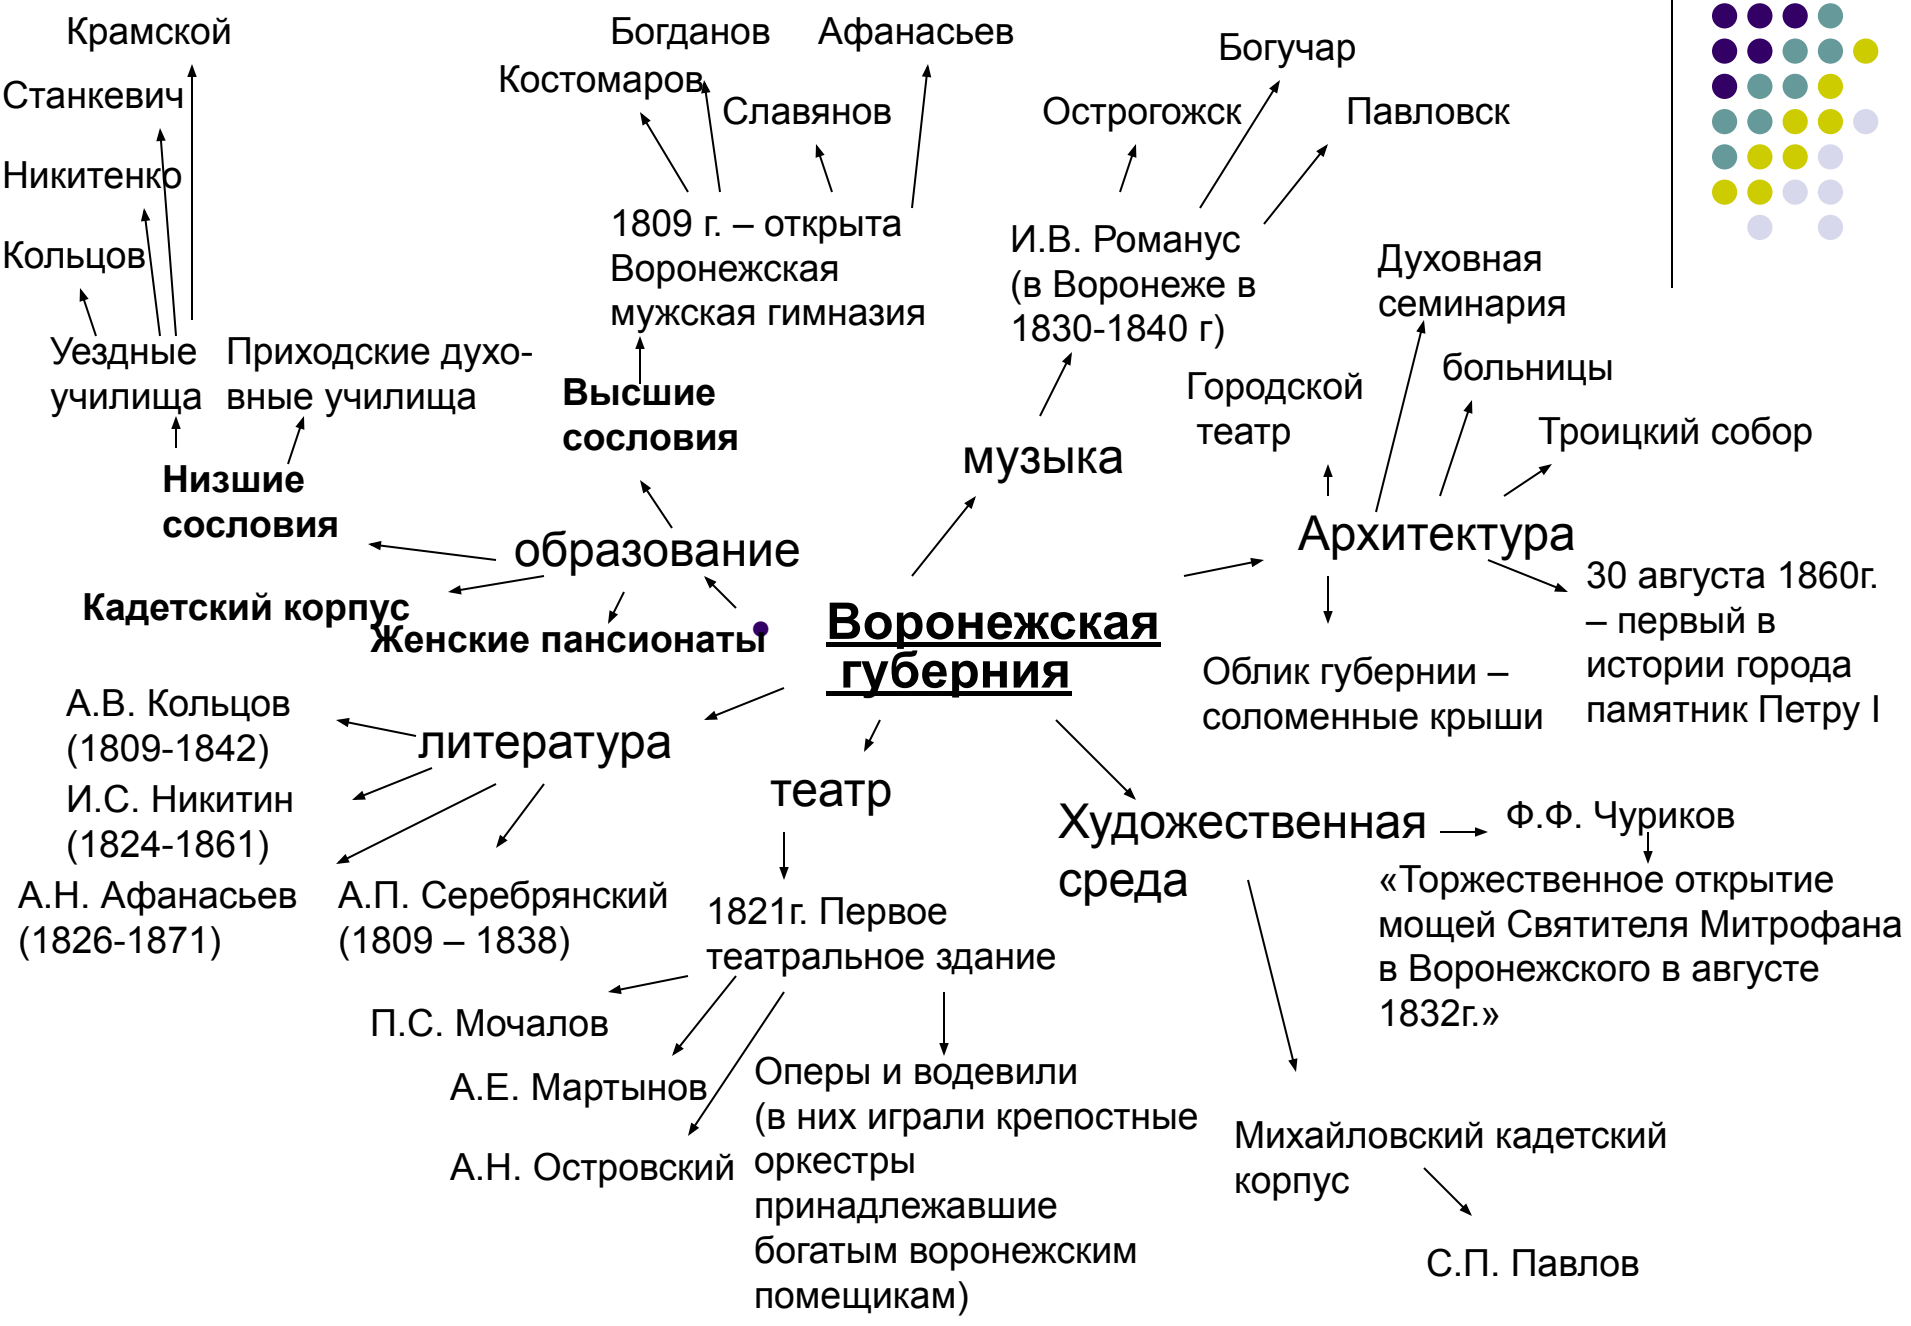 Крамской
Станкевич
Никитенко
Кольцов
Уездные
училища
Приходские духо-
вные училища
Низшие
сословия
Богданов
Афанасьев
Костомаров
Славянов
1809 г. – открыта
Воронежская
мужская гимназия
Высшие
сословия
образование
Кадетский корпус
Женские пансионаты
Богучар
Острогожск
Павловск
И.В. Романус
(в Воронеже в
1830-1840 г)
музыка
Духовная
семинария
больницы
Городской
театр
Троицкий собор
Архитектура
30 августа 1860г.
– первый в
истории города
памятник Петру I
Облик губернии –
соломенные крыши
Воронежская
губерния
А.В. Кольцов
(1809-1842)
литература
И.С. Никитин
(1824-1861)
А.Н. Афанасьев
(1826-1871)
А.П. Серебрянский
(1809 – 1838)
театр
1821г. Первое
театральное здание
П.С. Мочалов
А.Е. Мартынов
А.Н. Островский
Оперы и водевили
(в них играли крепостные
оркестры
принадлежавшие
богатым воронежским
помещикам)
Художественная
среда
Ф.Ф. Чуриков
«Торжественное открытие
мощей Святителя Митрофана
в Воронежского в августе
1832г.»
Михайловский кадетский
корпус
С.П. Павлов